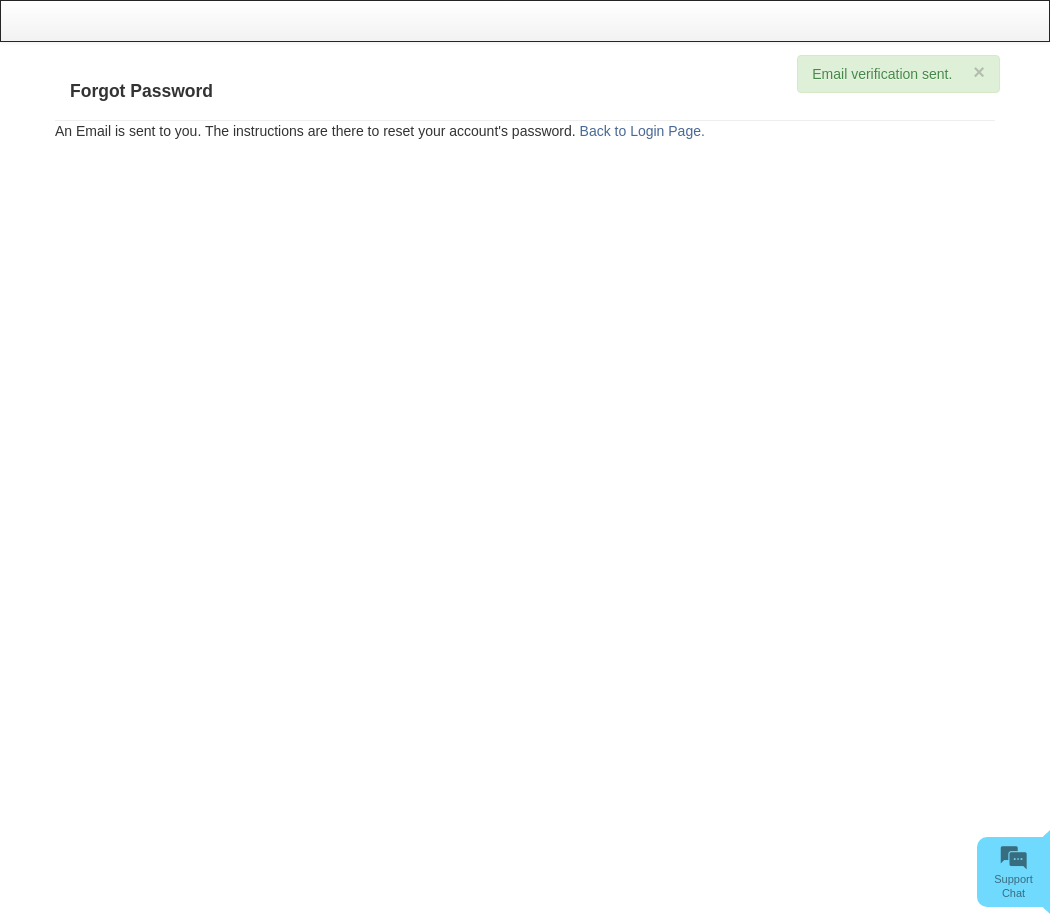 Email verification sent. ×
Forgot Password
An Email is sent to you. The instructions are there to reset your account's password. Back to Login Page.
Support
Chat